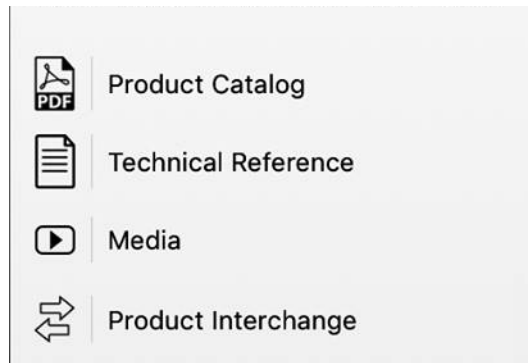 PDF
Product Catalog
Technical Reference
Media
Product Interchange